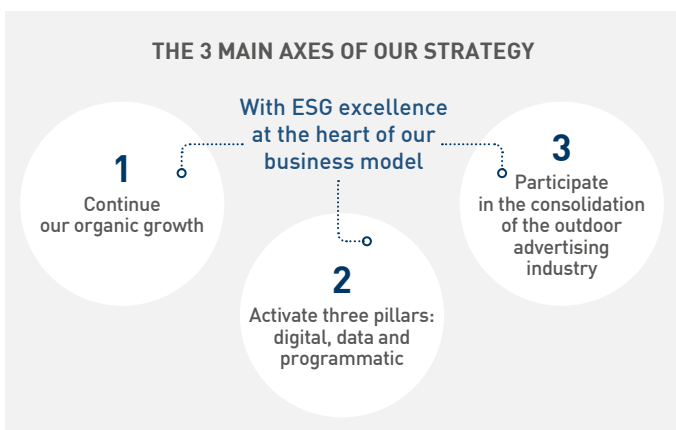 THE 3 MAIN AXES OF OUR STRATEGY
With ESG excellence
at the heart of our
business model
1
Continue
our organic growth
2
Activate three pillars:
digital, data and
programmatic
3
Participate
in the consolidation
of the outdoor
advertising
industry